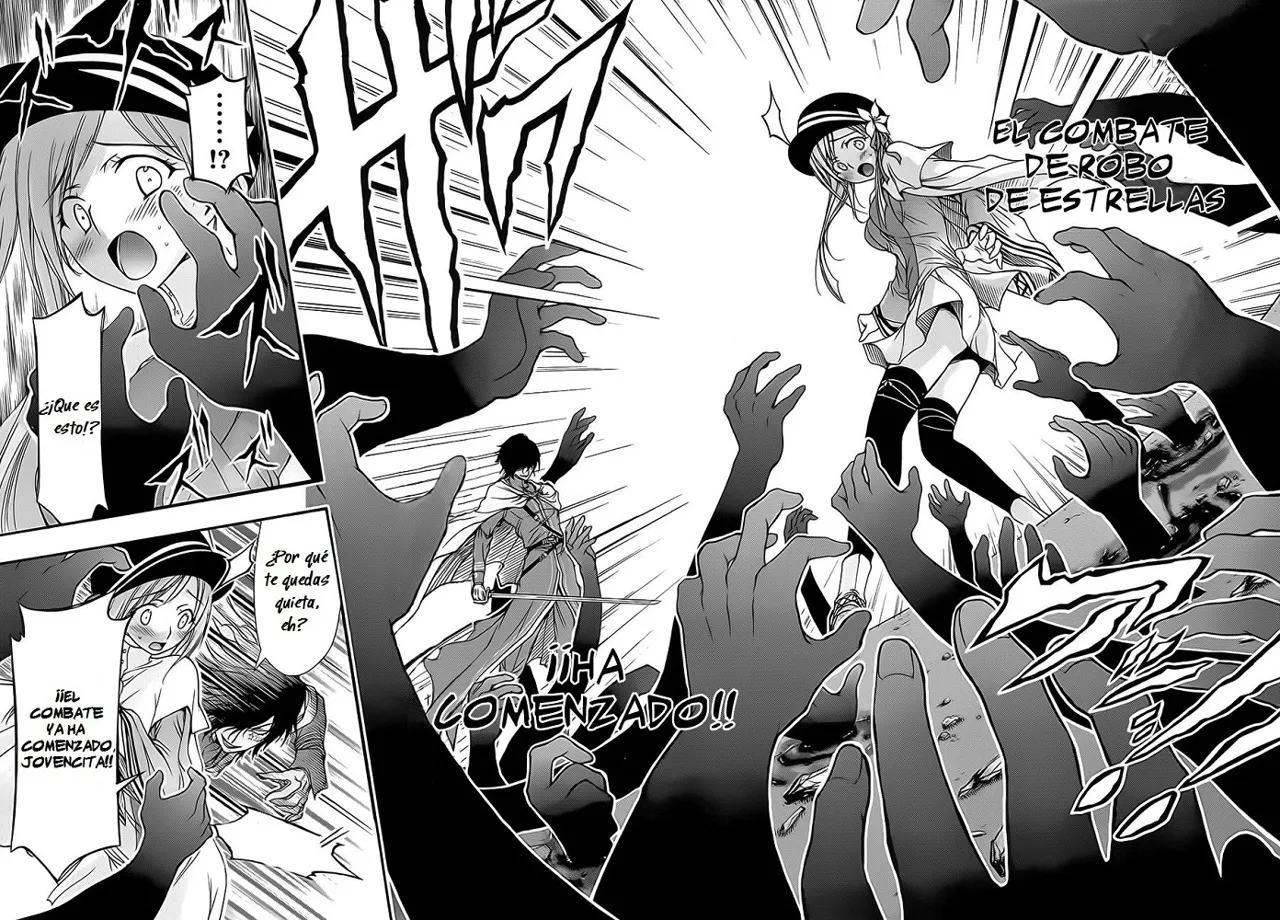 EL COMBATE
DE ROBO
DE ESTRELLAS
¡¡HA
COMENZADO!!
......
!?
¿¡Que es
esto!?
¿Por qué
te quedas
quieta,
eh?
¡¡EL
COMBATE
YA HA
COMENZADO,
JOVENCITA!!